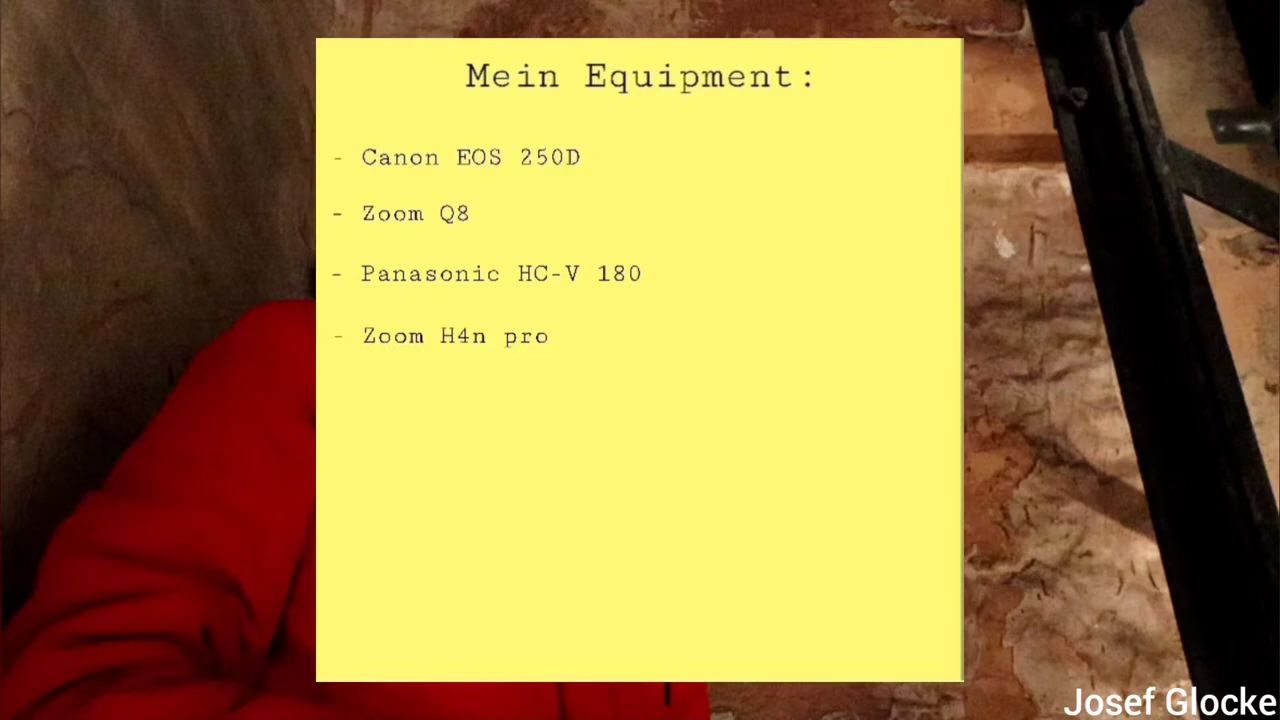 Mein Equipment:
- Canon EOS 250D
- Zoom Q8
- Panasonic HC-V 180
- Zoom H4n pro
Josef Glocke